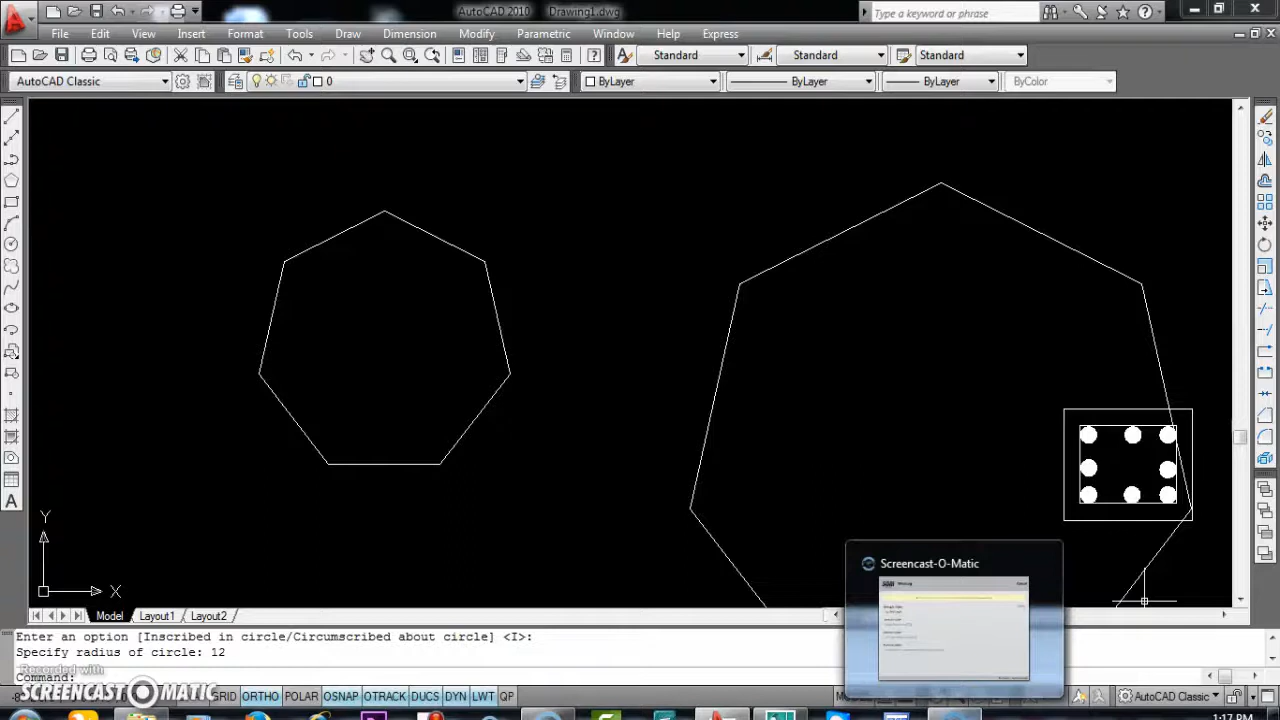 AutoCAD 2010 Drawing1.dwg Type a keyword or phrase
File Edit View Insert Format Tools Draw Dimension Modify Parametric Window Help Express
Standard Standard Standard
AutoCAD Classic 0 ByLayer ByLayer ByLayer ByColor
A
Y
X
Screencast-O-Matic
Model Layout1 Layout2
Enter an option [Inscribed in circle/Circumscribed about circle] <I>:
Specify radius of circle: 12
Recorded with
Command:
SCREENCAST MATIC
GRID ORTHO POLAR OSNAP OTRACK DUCS DYN LWT QP AutoCAD Classic
1:17 PM